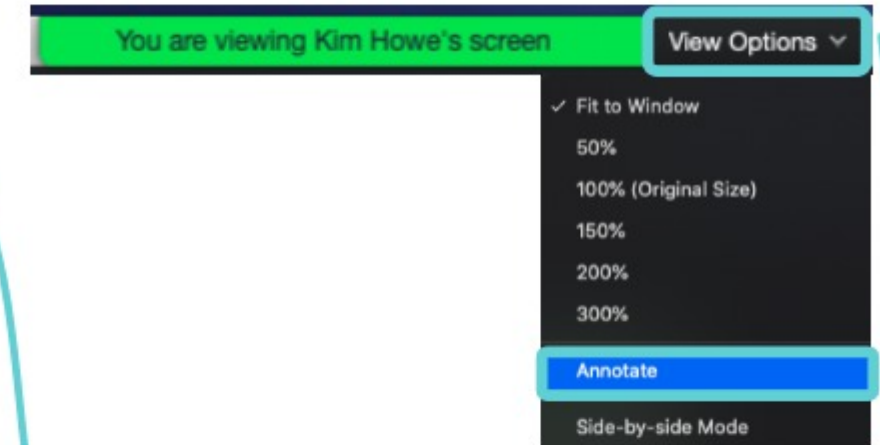 You are viewing Kim Howe's screen
View Options
Fit to Window
50%
100% (Original Size)
150%
200%
300%
Annotate
Side-by-side Mode